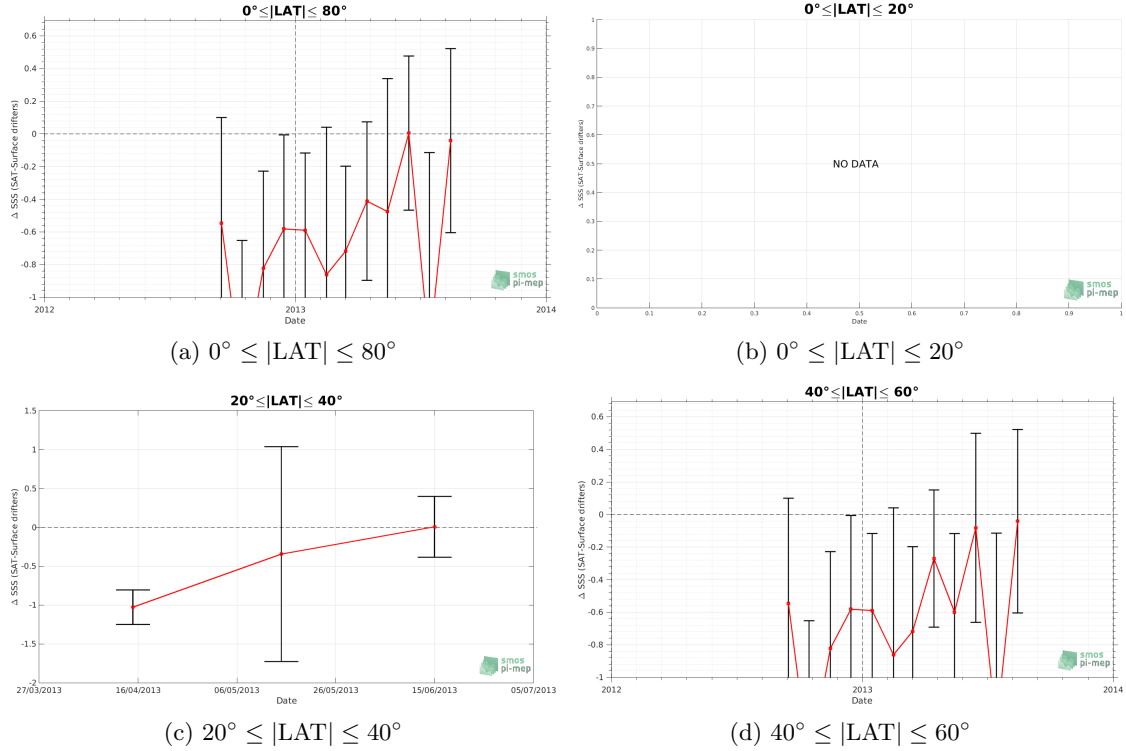 0°≤|LAT|≤ 80°
Δ SSS (SAT-Surface drifters)
0.6
0.4
0.2
0
-0.2
-0.4
-0.6
-0.8
-1
2012
2013
2014
Date
smos
pi-mep
(a) 0° ≤ |LAT| ≤ 80°
0°≤|LAT|≤ 20°
Δ SSS (SAT-Surface drifters)
1
0.9
0.8
0.7
0.6
0.5
0.4
0.3
0.2
0.1
0
NO DATA
0
0.1
0.2
0.3
0.4
0.5
0.6
0.7
0.8
0.9
1
Date
smos
pi-mep
(b) 0° ≤ |LAT| ≤ 20°
20°≤|LAT|≤ 40°
Δ SSS (SAT-Surface drifters)
1.5
1
0.5
0
-0.5
-1
-1.5
-2
27/03/2013
16/04/2013
06/05/2013
26/05/2013
15/06/2013
05/07/2013
Date
smos
pi-mep
(c) 20° ≤ |LAT| ≤ 40°
40°≤|LAT|≤ 60°
Δ SSS (SAT-Surface drifters)
0.6
0.4
0.2
0
-0.2
-0.4
-0.6
-0.8
-1
2012
2013
2014
Date
smos
pi-mep
(d) 40° ≤ |LAT| ≤ 60°